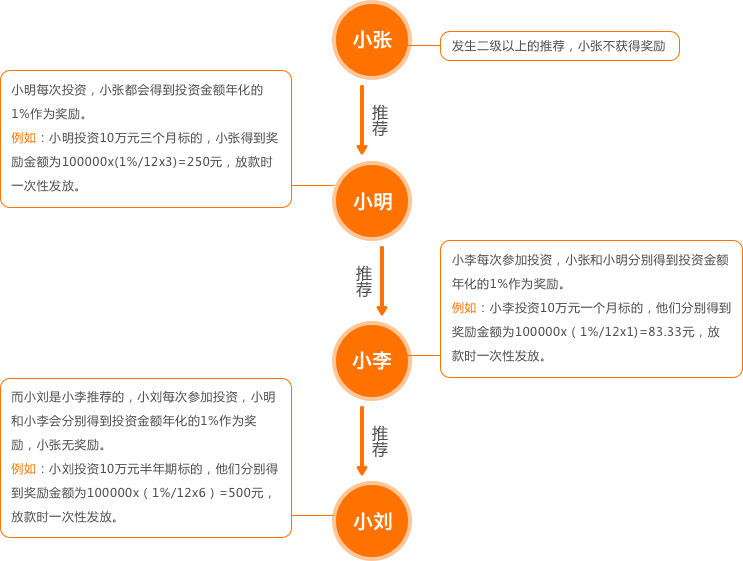 小张
发生二级以上的推荐，小张不获得奖励
小明每次投资，小张都会得到投资金额年化的
1%作为奖励。
例如：小明投资10万元三个月标的，小张得到奖
励金额为100000x(1%/12x3)=250元，放款时
一次性发放。
推荐
小明
推荐
小李每次参加投资，小张和小明分别得到投资金额
年化的1%作为奖励。
例如：小李投资10万元一个月标的，他们分别得到
奖励金额为100000x（1%/12x1)=83.33元，放
款时一次性发放。
小李
而小刘是小李推荐的，小刘每次参加投资，小明
和小李会分别得到投资金额年化的1%作为奖
励，小张无奖励。
例如：小刘投资10万元半年期标的，他们分别得
到奖励金额为100000x（1%/12x6）=500元，
放款时一次性发放。
推荐
小刘